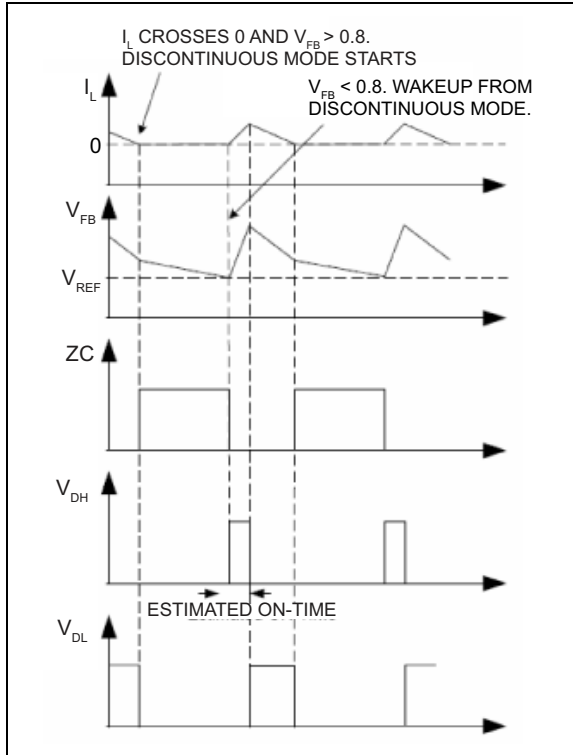 I_L CROSSES 0 AND V_FB > 0.8.
DISCONTINUOUS MODE STARTS
V_FB < 0.8. WAKEUP FROM
DISCONTINUOUS MODE.
I_L
0
V_FB
V_REF
ZC
V_DH
ESTIMATED ON-TIME
V_DL